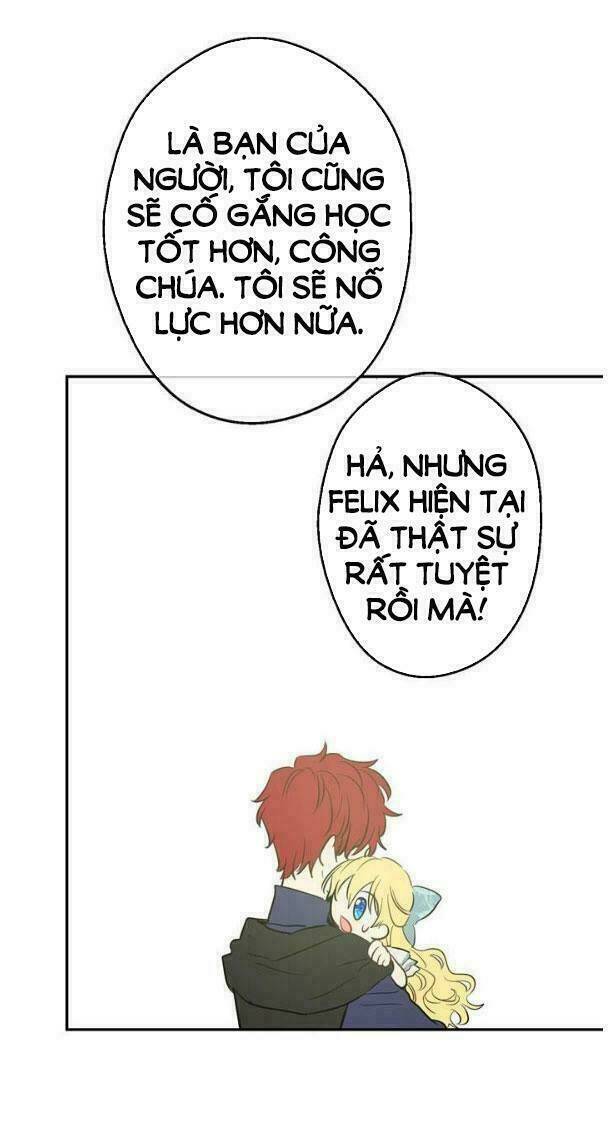 LÀ BẠN CỦA
NGƯỜI, TÔI CŨNG
SẼ CỐ GẮNG HỌC
TỐT HƠN, CÔNG
CHÚA. TÔI SẼ NỖ
LỰC HƠN NỮA.
HẢ, NHƯNG
FELIX HIỆN TẠI
ĐÃ THẬT SỰ
RẤT TUYỆT
RỒI MÀ!